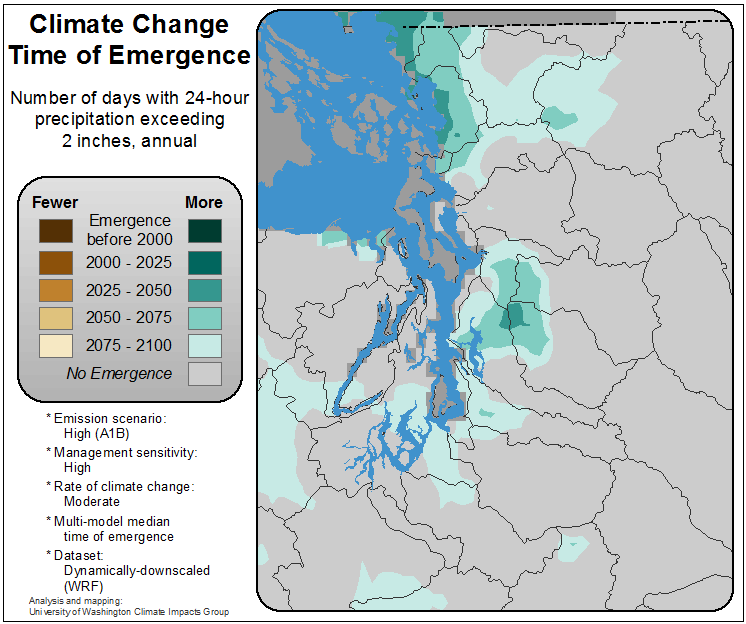 Climate Change
Time of Emergence
Number of days with 24-hour
precipitation exceeding
2 inches, annual
Fewer More
Emergence
before 2000
2000 - 2025
2025 - 2050
2050 - 2075
2075 - 2100
No Emergence
* Emission scenario:
High (A1B)
* Management sensitivity:
High
* Rate of climate change:
Moderate
* Multi-model median
time of emergence
* Dataset:
Dynamically-downscaled
(WRF)
Analysis and mapping:
University of Washington Climate Impacts Group